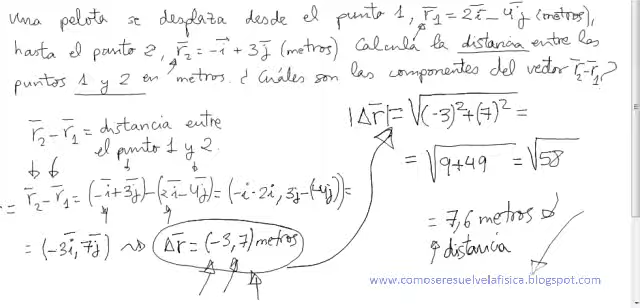 Una pelota se desplaza desde el punto 1, r̄₁ = 2i̅ - 4j̅ (metros),
hasta el punto 2, r̄₂ = -i̅ + 3j̅ (metros) Calcula la distancia entre los
puntos 1 y 2 en metros. ¿Cuáles son las componentes del vector r̄₂-r̄₁?
r̄₂ - r̄₁ = distancia entre
el punto 1 y 2.
r̄₂ - r̄₁ = (-i̅+3j̅)-(2i̅-4j̅) = (-i-2i, 3j-(-4j)) =
= (-3i̅, 7j̅) ⇝ Δr̄ = (-3, 7) metros
|Δr̄| = √(-3)²+(7)² =
= √9+49 = √58
= 7,6 metros
distancia
www.comoseresuelvelafisica.blogspot.com